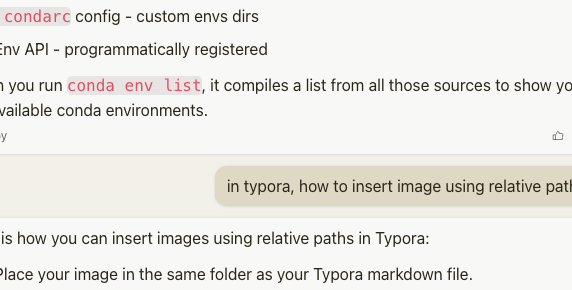 condarc config - custom envs dirs
Env API - programmatically registered
you run conda env list, it compiles a list from all those sources to show yo
vailable conda environments.
in typora, how to insert image using relative path
is how you can insert images using relative paths in Typora:
Place your image in the same folder as your Typora markdown file.